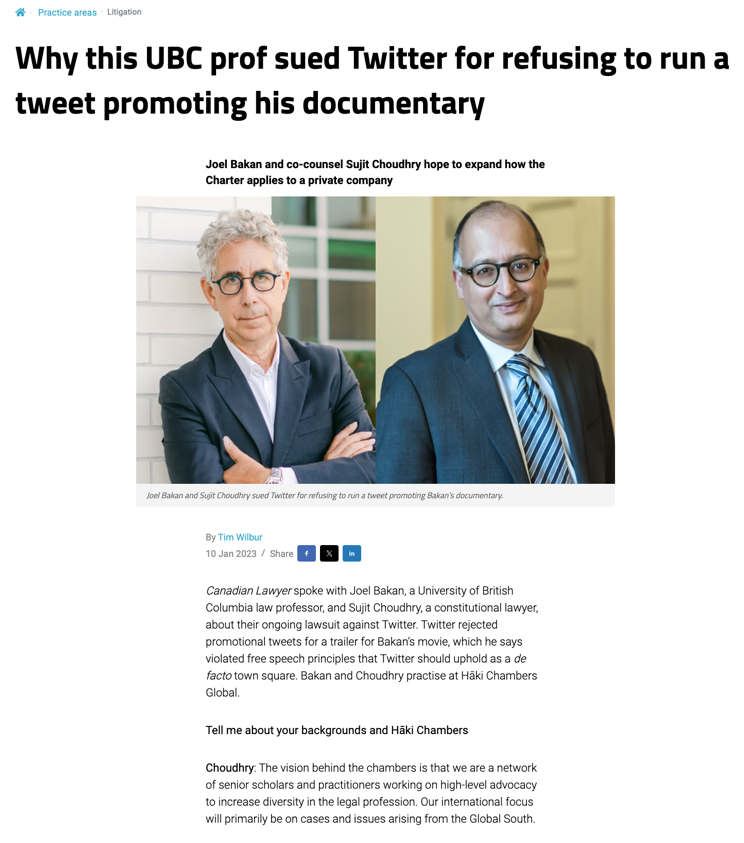 Practice areas · Litigation
Why this UBC prof sued Twitter for refusing to run a
tweet promoting his documentary
Joel Bakan and co-counsel Sujit Choudhry hope to expand how the
Charter applies to a private company
Joel Bakan and Sujit Choudhry sued Twitter for refusing to run a tweet promoting Bakan's documentary.
By Tim Wilbur
10 Jan 2023 / Share f X in
Canadian Lawyer spoke with Joel Bakan, a University of British
Columbia law professor, and Sujit Choudhry, a constitutional lawyer,
about their ongoing lawsuit against Twitter. Twitter rejected
promotional tweets for a trailer for Bakan's movie, which he says
violated free speech principles that Twitter should uphold as a de
facto town square. Bakan and Choudhry practise at Hāki Chambers
Global.
Tell me about your backgrounds and Hāki Chambers
Choudhry: The vision behind the chambers is that we are a network
of senior scholars and practitioners working on high-level advocacy
to increase diversity in the legal profession. Our international focus
will primarily be on cases and issues arising from the Global South.